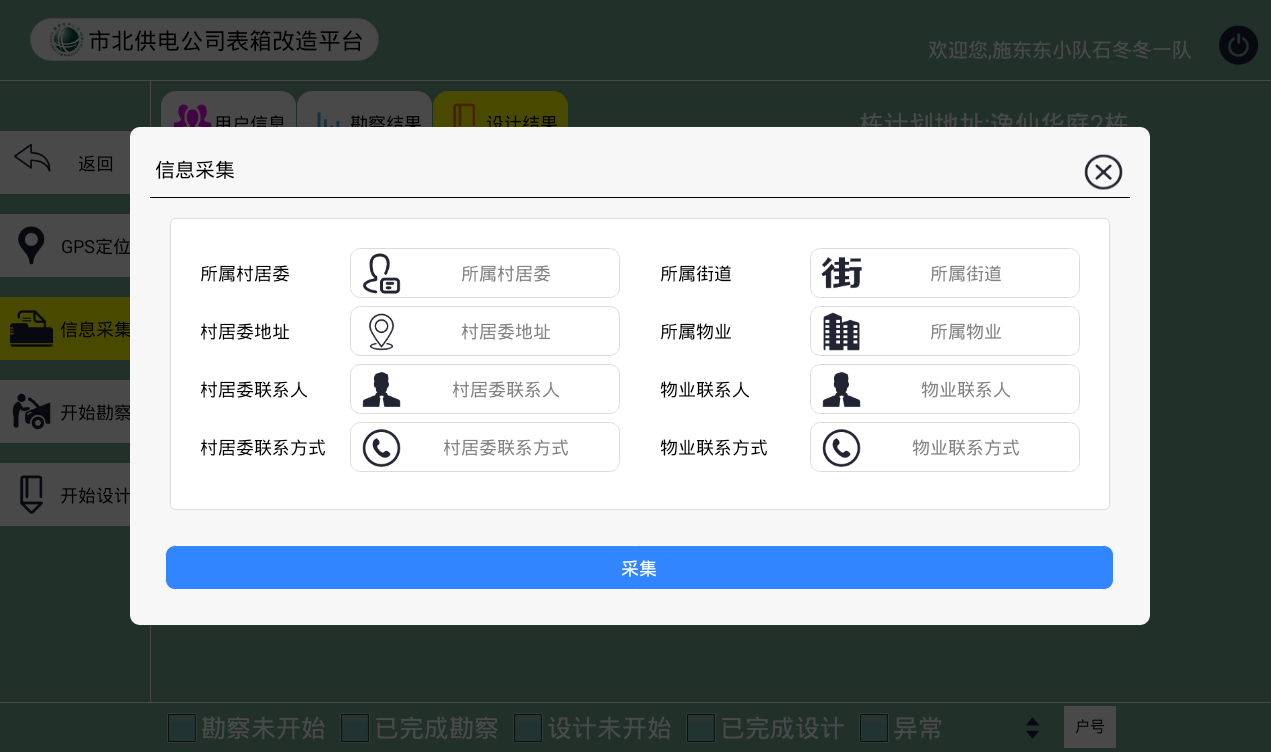 市北供电公司表箱改造平台
欢迎您,施东东小队石冬冬一队
用户信息
勘察结果
设计结果
栋计划地址:逸仙华庭2栋
返回
GPS定位
信息采集
开始勘察
开始设计
信息采集
所属村居委 所属村居委 所属街道 街 所属街道
村居委地址 村居委地址 所属物业 所属物业
村居委联系人 村居委联系人 物业联系人 物业联系人
村居委联系方式 村居委联系方式 物业联系方式 物业联系方式
采集
勘察未开始 已完成勘察 设计未开始 已完成设计 异常 户号